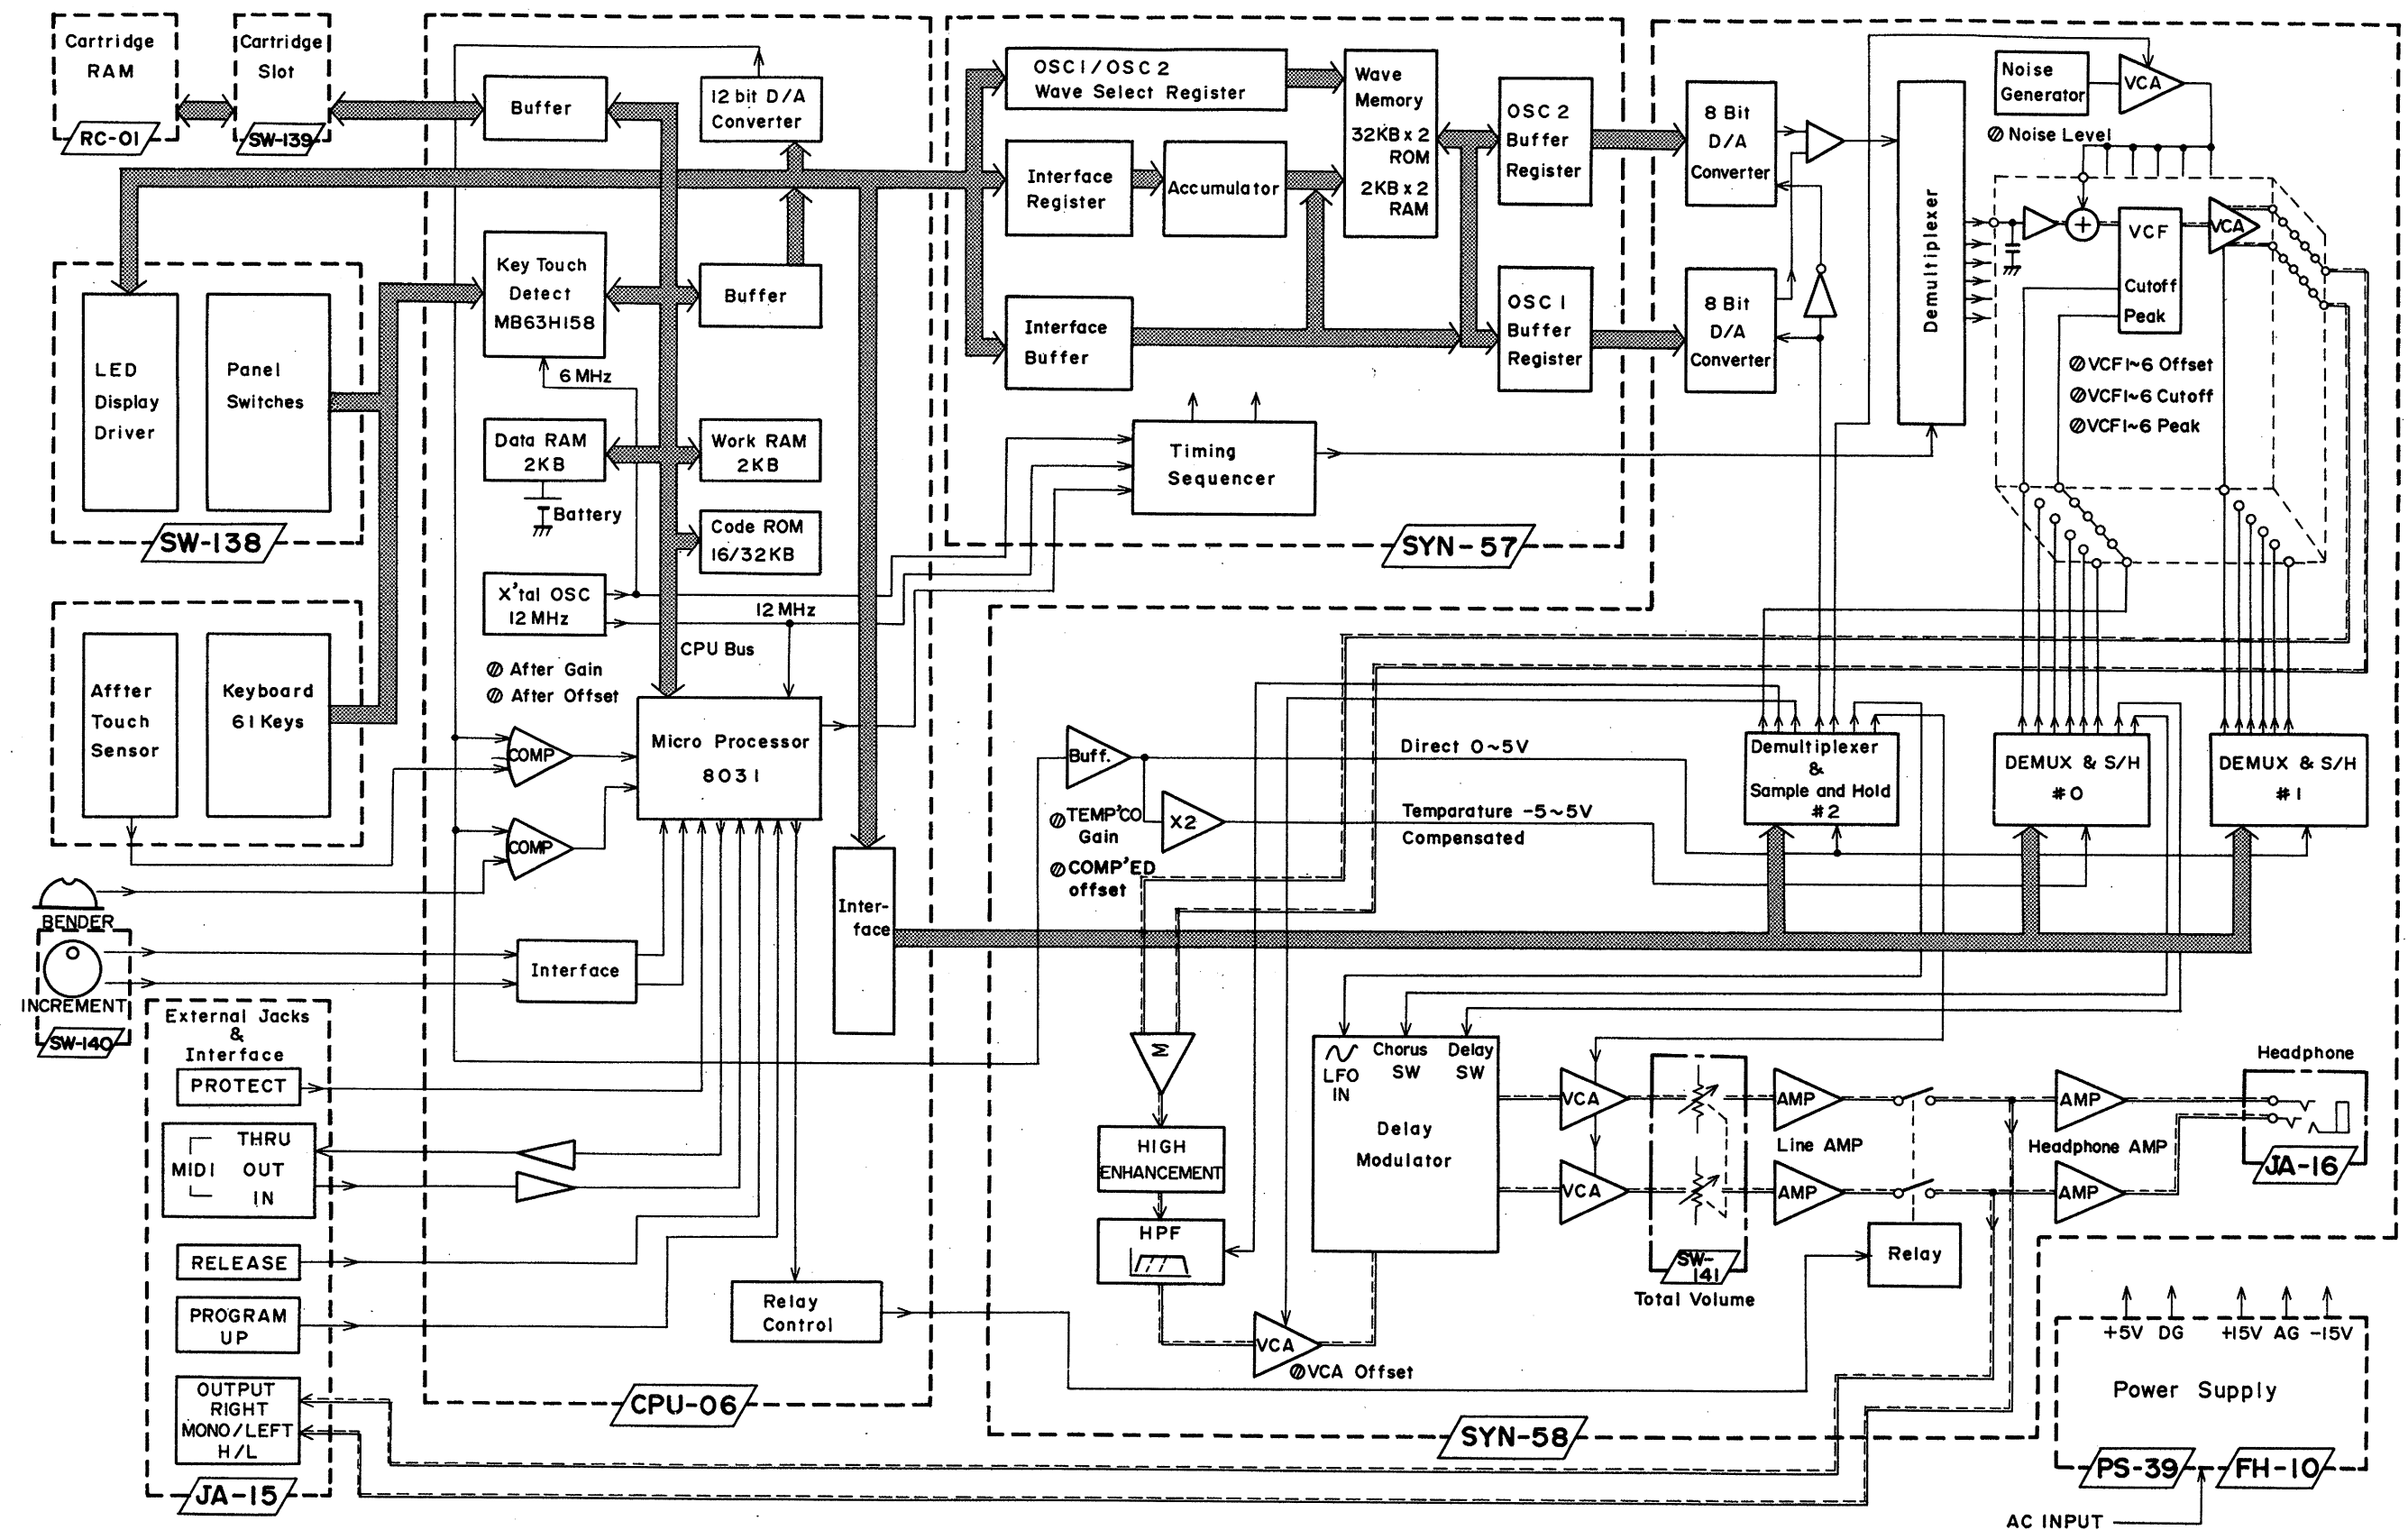 Cartridge
RAM
RC-01
Cartridge
Slot
SW-139
Buffer
12 bit D/A
Converter
Key Touch
Detect
MB63H158
Buffer
6 MHz
Data RAM
2KB
Battery
Work RAM
2KB
Code ROM
16/32KB
X'tal OSC
12 MHz
12 MHz
CPU Bus
After Gain
After Offset
COMP
COMP
Micro Processor
8031
Inter-
face
Interface
Relay
Control
CPU-06
LED
Display
Driver
Panel
Switches
SW-138
Affter
Touch
Sensor
Keyboard
61 Keys
BENDER
INCREMENT
SW-140
External Jacks
&
Interface
PROTECT
MIDI
THRU
OUT
IN
RELEASE
PROGRAM
UP
OUTPUT
RIGHT
MONO/LEFT
H/L
JA-15
OSC1/OSC2
Wave Select Register
Interface
Register
Accumulator
Interface
Buffer
Wave
Memory
32KB x 2
ROM
2KB x 2
RAM
OSC 2
Buffer
Register
OSC 1
Buffer
Register
Timing
Sequencer
SYN-57
8 Bit
D/A
Converter
8 Bit
D/A
Converter
Demultiplexer
Noise
Generator
VCA
Noise Level
+
VCF
Cutoff
Peak
VCA
VCF1~6 Offset
VCF1~6 Cutoff
VCF1~6 Peak
Buff.
Direct 0~5V
X2
TEMP'CO
Gain
COMP'ED
offset
Temparature -5~5V
Compensated
Demultiplexer
&
Sample and Hold
#2
DEMUX & S/H
#0
DEMUX & S/H
#1
Σ
HIGH
ENHANCEMENT
HPF
VCA
VCA Offset
LFO
IN
Chorus
SW
Delay
SW
Delay
Modulator
VCA
VCA
SW-
141
Total Volume
AMP
Line AMP
AMP
Relay
AMP
Headphone AMP
AMP
Headphone
JA-16
SYN-58
+5V DG +15V AG -15V
Power Supply
PS-39
FH-10
AC INPUT